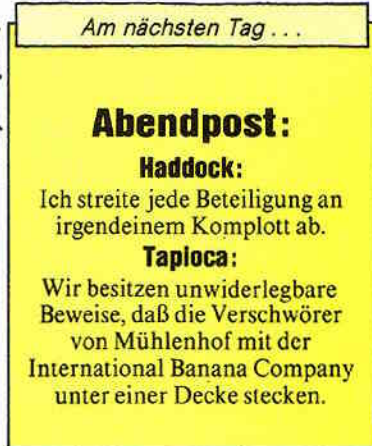 Am nächsten Tag . . .
Abendpost:
Haddock:
Ich streite jede Beteiligung an
irgendeinem Komplott ab.
Tapioca:
Wir besitzen unwiderlegbare
Beweise, daß die Verschwörer
von Mühlenhof mit der
International Banana Company
unter einer Decke stecken.